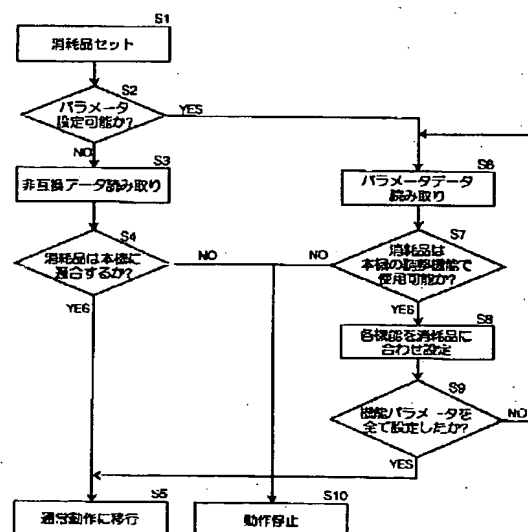 S1
消耗品セット
S2
パラメータ
設定可能か?
YES
NO
S3
非互換データ読み取り
S4
消耗品は本機に
適合するか?
NO
YES
S6
パラメータデータ
読み取り
S7
消耗品は
本機の調整機能で
使用可能か?
NO
YES
S8
各機能を消耗品に
合わせ設定
S9
機能パラメータを
全て設定したか?
NO
YES
S5
通常動作に移行
S10
動作停止